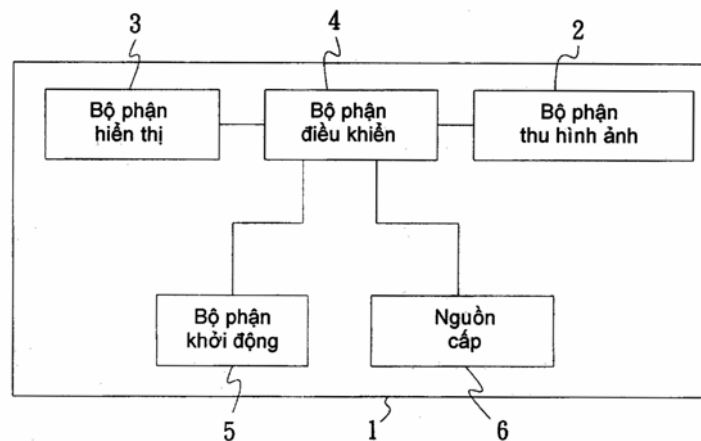 3
4
2
Bộ phận
hiển thị
Bộ phận
điều khiển
Bộ phận
thu hình ảnh
Bộ phận
khởi động
Nguồn
cấp
5
1
6